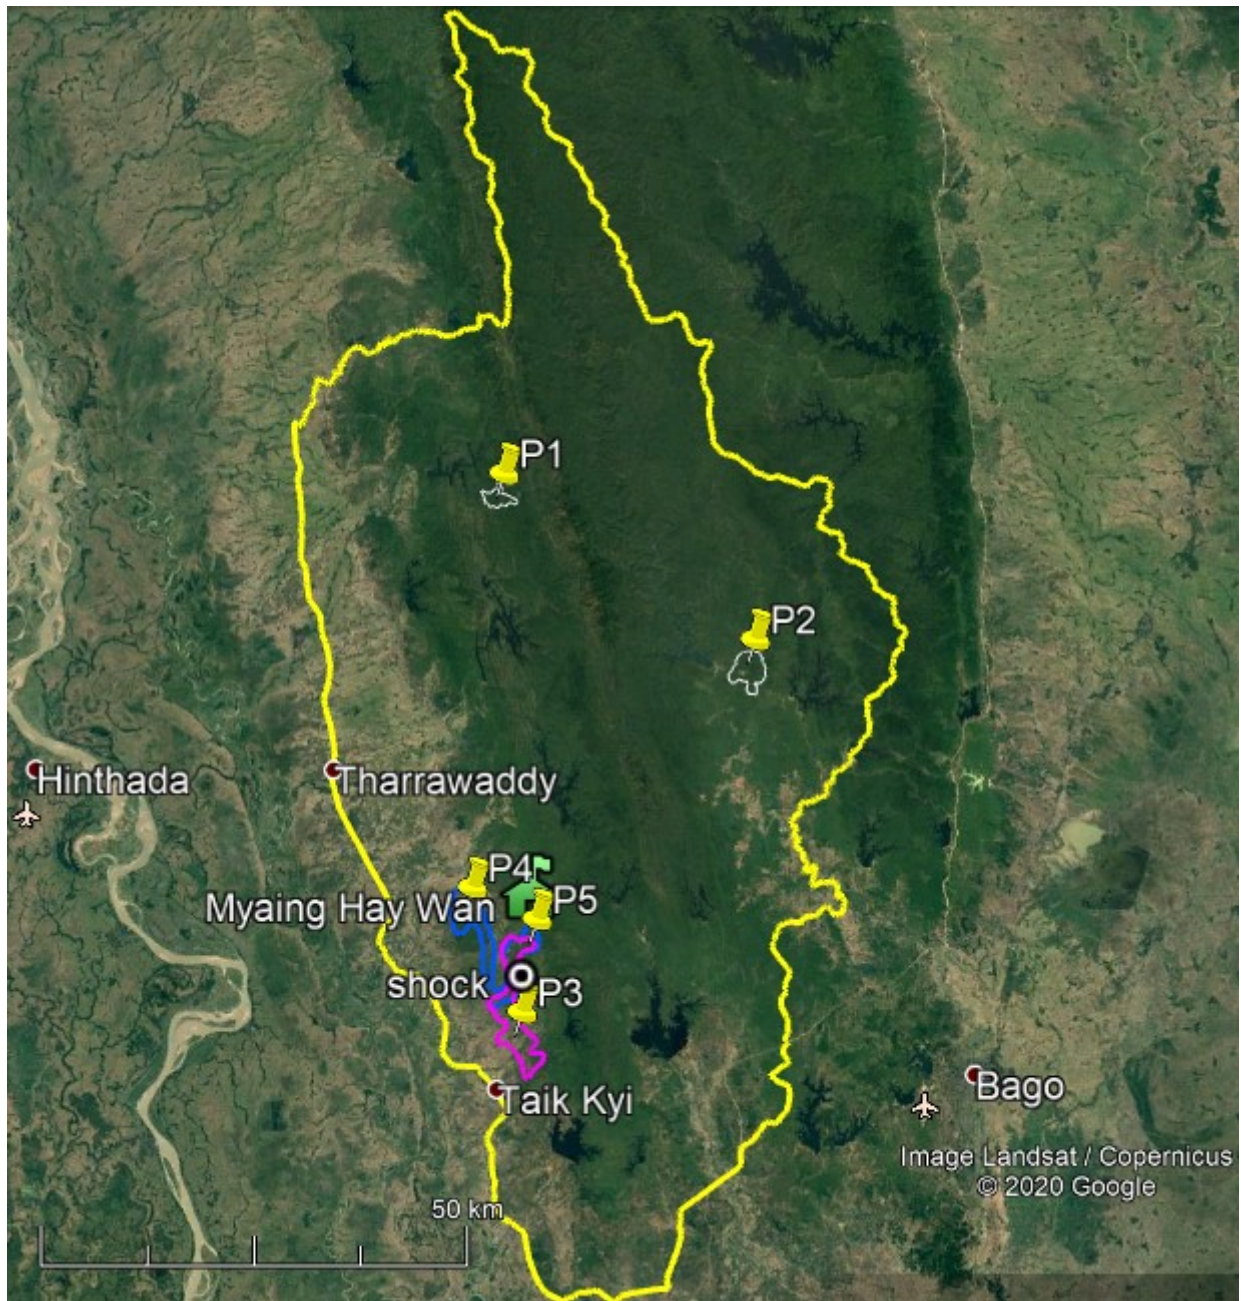 P1
P2
Hinthada
Tharrawaddy
P4
P5
Myaing Hay Wan
shock
P3
Taik Kyi
Bago
Image Landsat / Copernicus
© 2020 Google
50 km